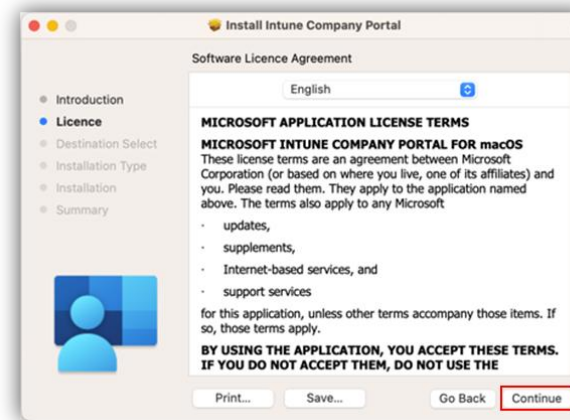 Install Intune Company Portal
Software Licence Agreement
Introduction
Licence
Destination Select
Installation Type
Installation
Summary
English
MICROSOFT APPLICATION LICENSE TERMS
MICROSOFT INTUNE COMPANY PORTAL FOR macOS
These license terms are an agreement between Microsoft
Corporation (or based on where you live, one of its affiliates) and
you. Please read them. They apply to the application named
above. The terms also apply to any Microsoft
· updates,
· supplements,
· Internet-based services, and
· support services
for this application, unless other terms accompany those items. If
so, those terms apply.
BY USING THE APPLICATION, YOU ACCEPT THESE TERMS.
IF YOU DO NOT ACCEPT THEM, DO NOT USE THE
Print...
Save...
Go Back
Continue